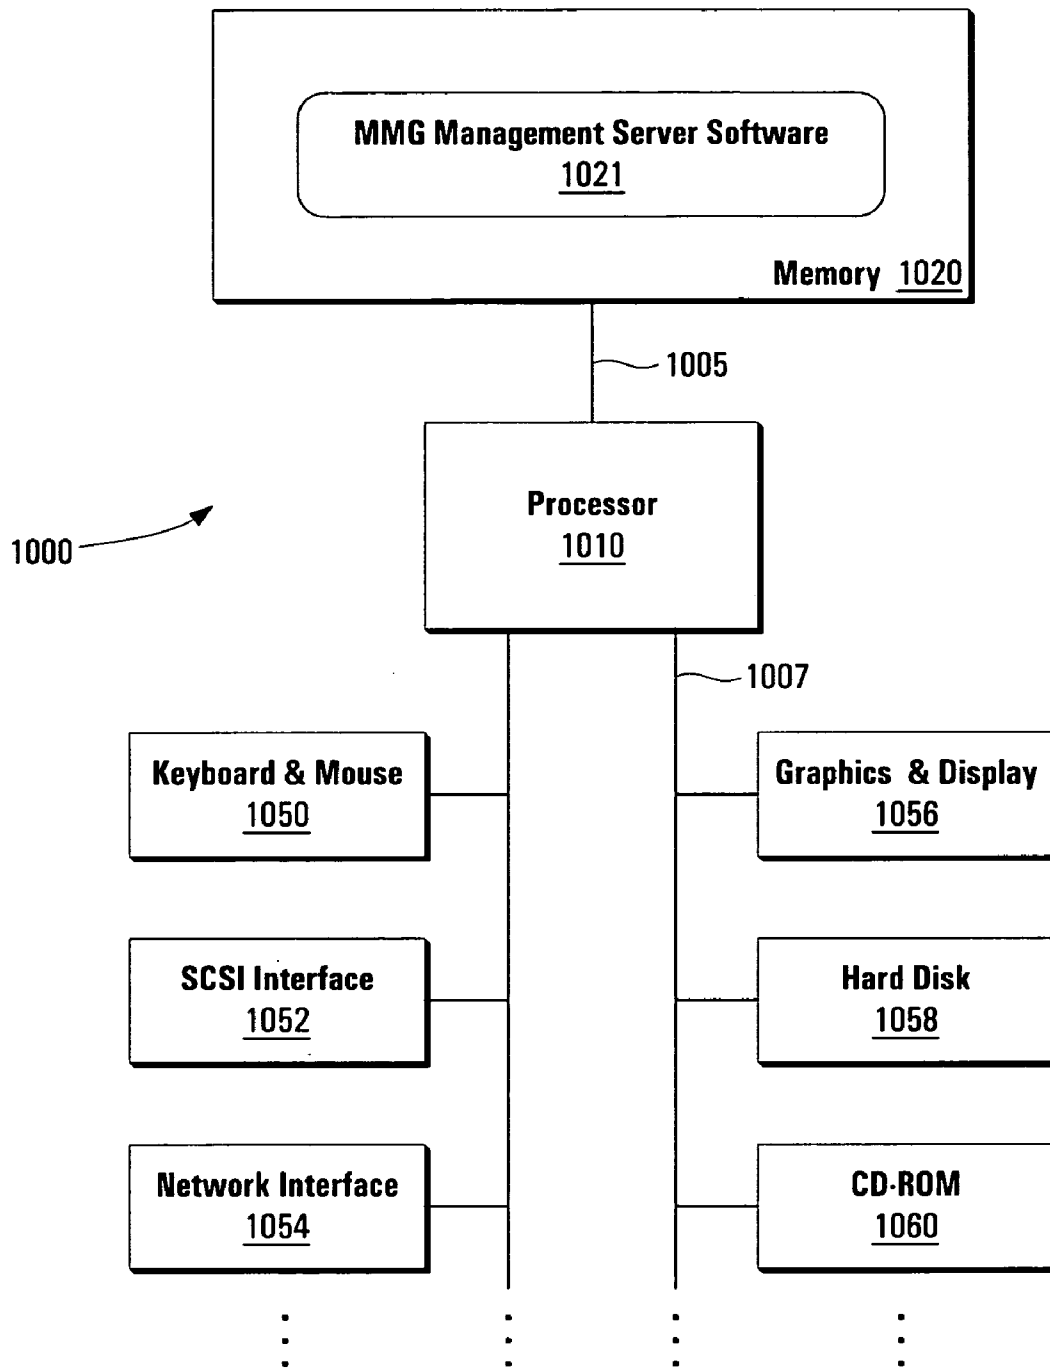 MMG Management Server Software
1021
Memory 1020
1005
Processor
1010
1000
1007
Keyboard & Mouse
1050
Graphics & Display
1056
SCSI Interface
1052
Hard Disk
1058
Network Interface
1054
CD-ROM
1060